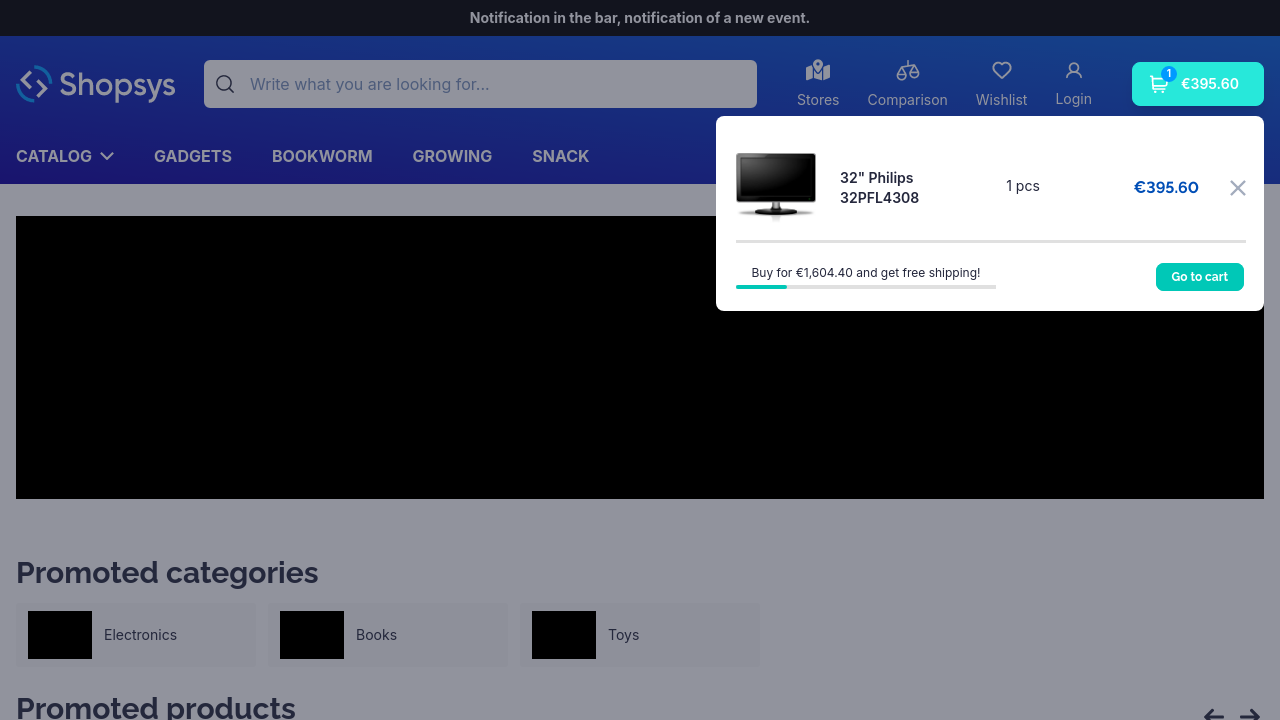 Notification in the bar, notification of a new event.
Shopsys
Write what you are looking for...
Stores
Comparison
Wishlist
Login
1
€395.60
CATALOG
GADGETS
BOOKWORM
GROWING
SNACK
32" Philips
32PFL4308
1 pcs
€395.60
Buy for €1,604.40 and get free shipping!
Go to cart
Promoted categories
Electronics
Books
Toys
Promoted products